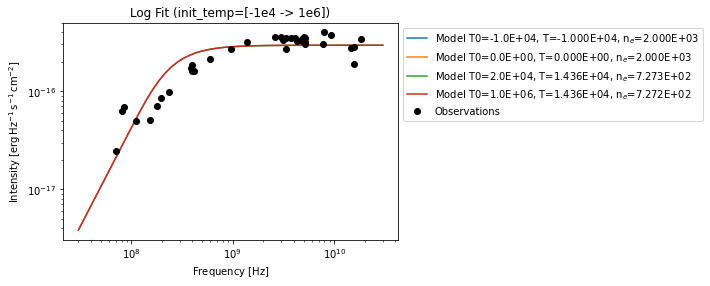 Log Fit (init_temp=[-1e4 -> 1e6])
Intensity [erg Hz⁻¹ s⁻¹ cm⁻²]
10⁻¹⁶
10⁻¹⁷
10⁸ 10⁹ 10¹⁰
Frequency [Hz]
Model T0=-1.0E+04, T=-1.000E+04, nₑ=2.000E+03
Model T0=0.0E+00, T=0.000E+00, nₑ=2.000E+03
Model T0=2.0E+04, T=1.436E+04, nₑ=7.273E+02
Model T0=1.0E+06, T=1.436E+04, nₑ=7.272E+02
Observations